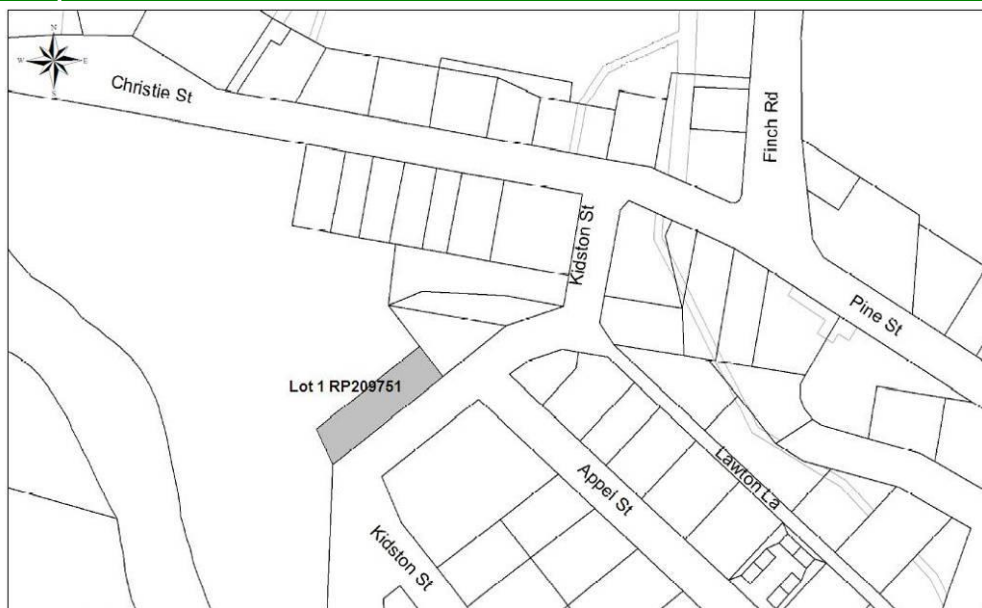 N
W E
S
Christie St
Finch Rd
Kidston St
Pine St
Lot 1 RP209751
Lawton La
Appel St
Kidston St